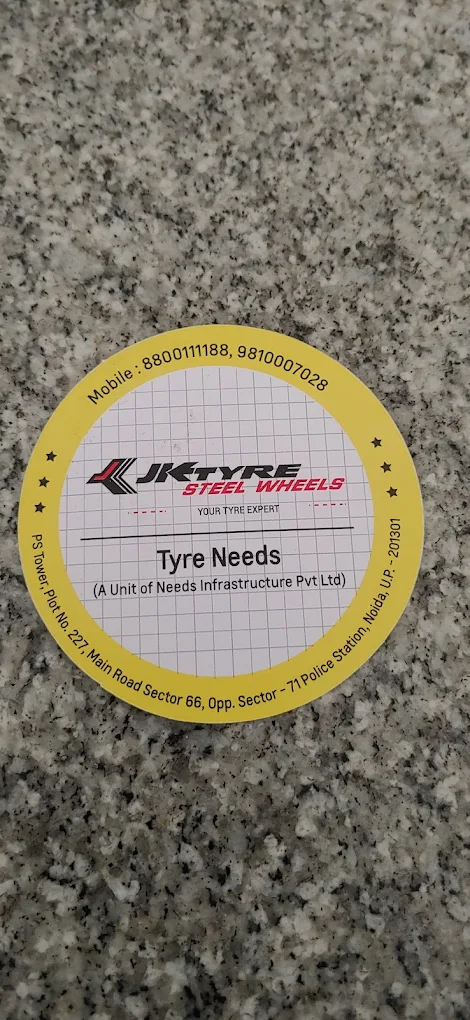 Mobile : 8800111188, 9810007028
JK TYRE
STEEL WHEELS
YOUR TYRE EXPERT
Tyre Needs
(A Unit of Needs Infrastructure Pvt Ltd)
PS Tower, Plot No. 227, Main Road Sector 66, Opp. Sector - 71 Police Station, Noida, U.P. - 201301